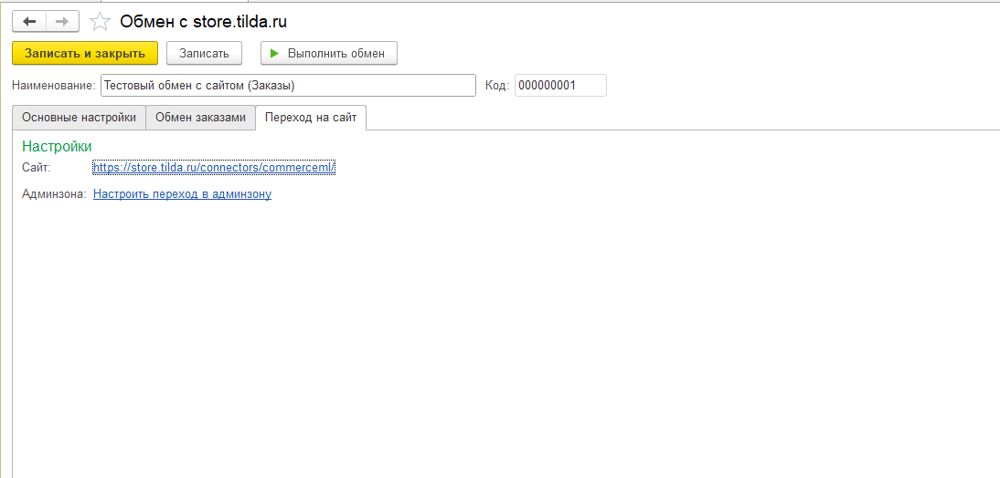 Обмен с store.tilda.ru
Записать и закрыть Записать Выполнить обмен
Наименование: Тестовый обмен с сайтом (Заказы) Код: 000000001
Основные настройки Обмен заказами Переход на сайт
Настройки
Сайт: https://store.tilda.ru/connectors/commerceml/
Админзона: Настроить переход в админзону